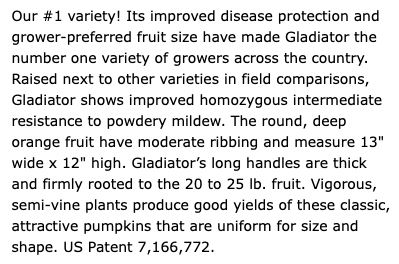 Our #1 variety! Its improved disease protection and
grower-preferred fruit size have made Gladiator the
number one variety of growers across the country.
Raised next to other varieties in field comparisons,
Gladiator shows improved homozygous intermediate
resistance to powdery mildew. The round, deep
orange fruit have moderate ribbing and measure 13"
wide x 12" high. Gladiator’s long handles are thick
and firmly rooted to the 20 to 25 lb. fruit. Vigorous,
semi-vine plants produce good yields of these classic,
attractive pumpkins that are uniform for size and
shape. US Patent 7,166,772.